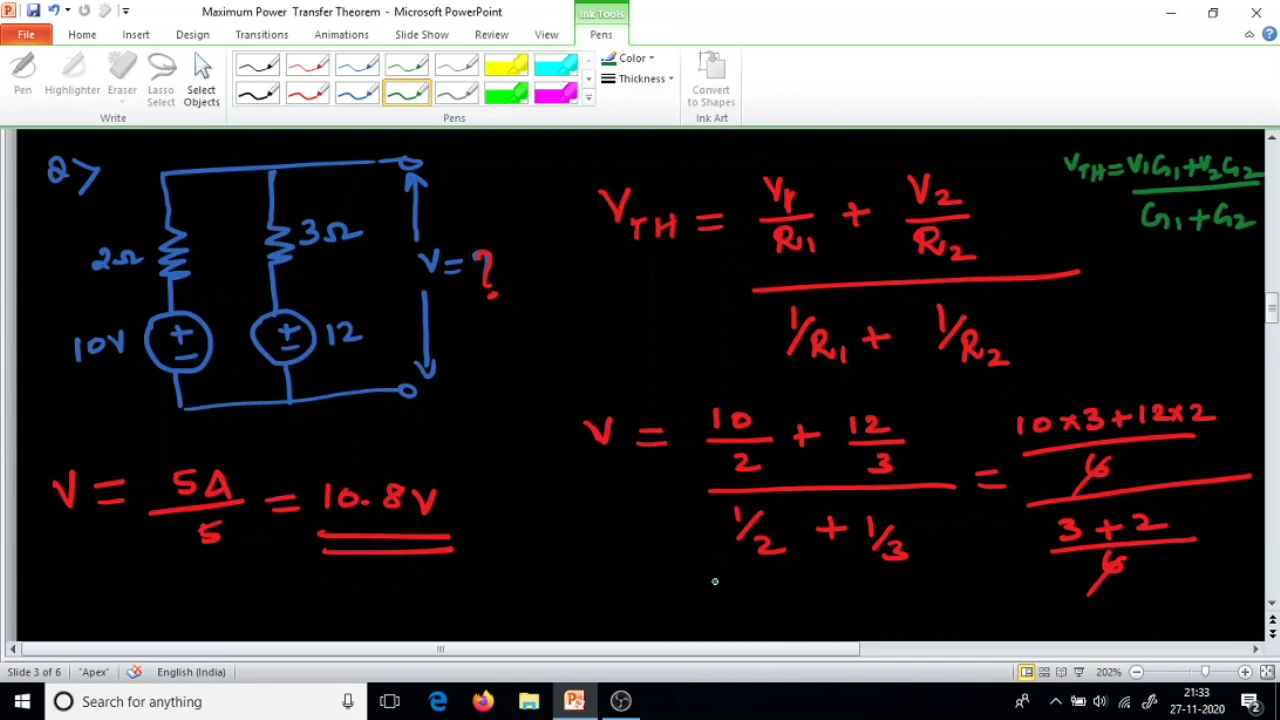 Maximum Power Transfer Theorem - Microsoft PowerPoint
Ink Tools
File Home Insert Design Transitions Animations Slide Show Review View Pens
Pen Highlighter Eraser Lasso Select Select Objects
Color
Thickness
Convert to Shapes
Write Pens Ink Art
Q>
2Ω
3Ω
10V
12
V = ?
V = 5A/5 = 10.8V
VTH = V1/R1 + V2/R2
1/R1 + 1/R2
VTH = V1G1+V2G2
G1+G2
V = 10/2 + 12/3 = 10×3+12×2
6
1/2 + 1/3
3+2
6
Slide 3 of 6 "Apex" English (India) 202%
Search for anything
21:33
27-11-2020
2